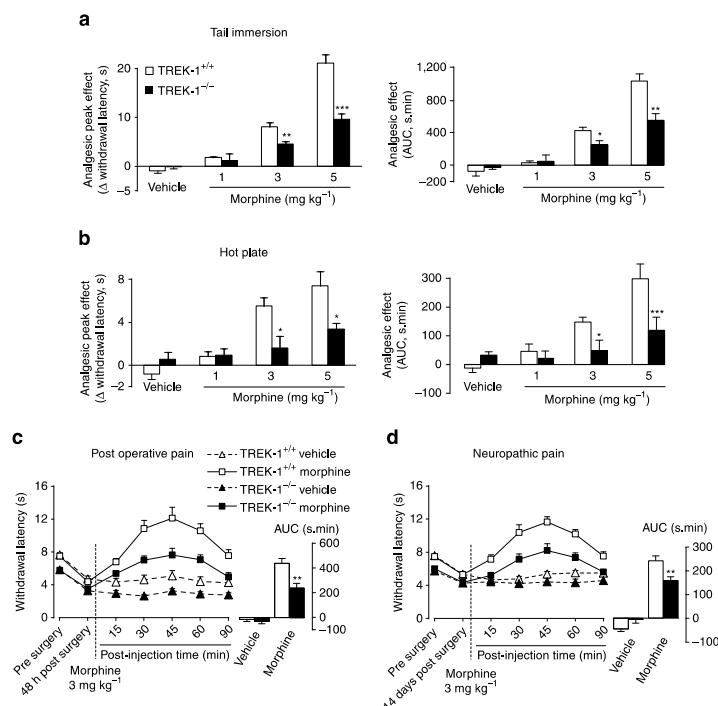 a
Tail immersion
Analgesic peak effect
(Δ withdrawal latency, s)
20
10
0
–5
TREK-1+/+
TREK-1–/–
**
***
Vehicle
1
3
5
Morphine (mg kg–1)
Analgesic effect
(AUC, s.min)
1,200
800
400
0
–200
*
**
Vehicle
1
3
5
Morphine (mg kg–1)
b
Hot plate
Analgesic peak effect
(Δ withdrawal latency, s)
8
4
0
–2
*
*
Vehicle
1
3
5
Morphine (mg kg–1)
Analgesic effect
(AUC, s.min)
300
200
100
0
–100
*
***
Vehicle
1
3
5
Morphine (mg kg–1)
c
Post operative pain
TREK-1+/+ vehicle
TREK-1+/+ morphine
TREK-1–/– vehicle
TREK-1–/– morphine
Withdrawal latency (s)
16
12
8
4
0
Pre surgery
48 h post surgery
15
30
45
60
90
Post-injection time (min)
Morphine
3 mg kg–1
AUC (s.min)
600
400
200
0
–100
**
Vehicle
Morphine
d
Neuropathic pain
Withdrawal latency (s)
16
12
8
4
0
Pre surgery
14 days post surgery
15
30
45
60
90
Post-injection time (min)
Morphine
3 mg kg–1
AUC (s.min)
300
200
100
0
–100
**
Vehicle
Morphine